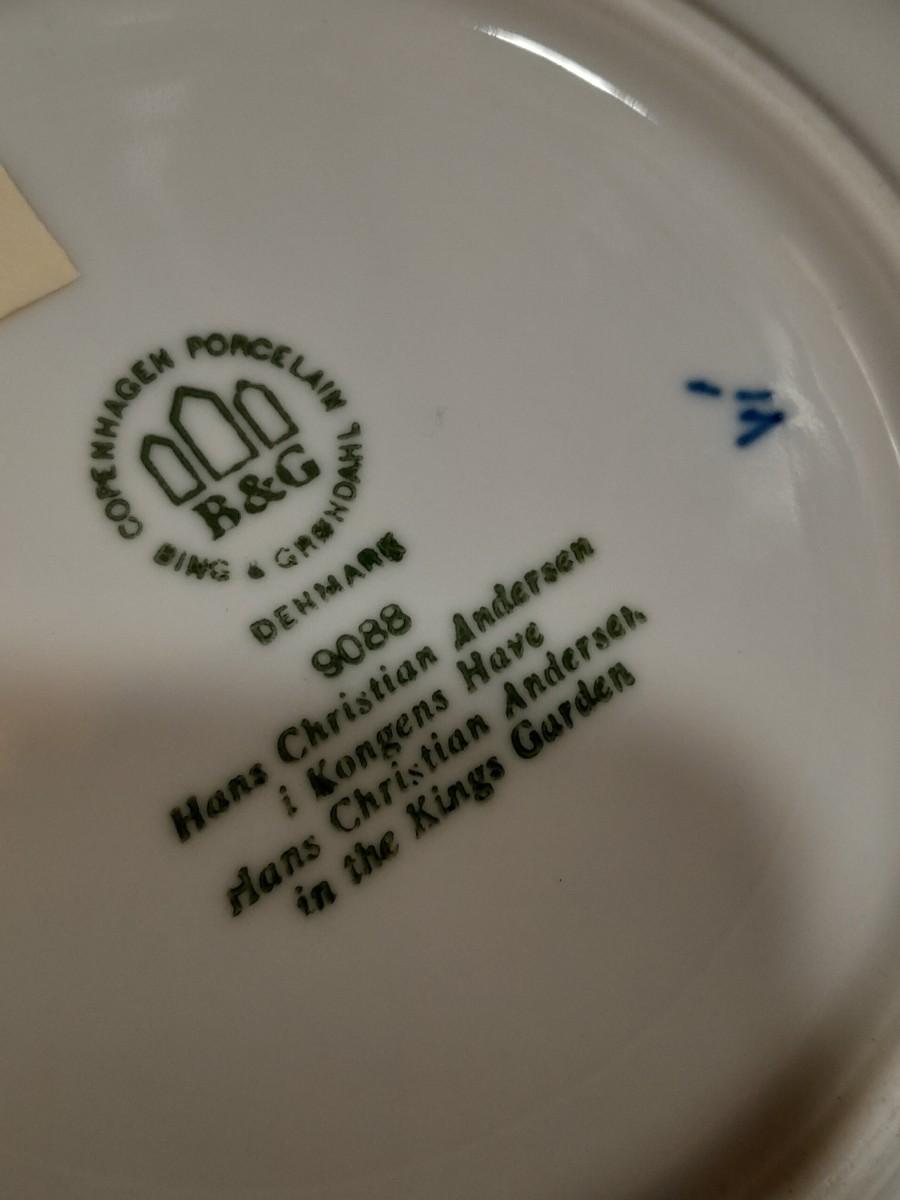 COPENHAGEN PORCELAIN
B&G
BING & GRØNDAHL
DENMARK
9088
Hans Christian Andersen
i Kongens Have
Hans Christian Andersen
in the Kings Garden